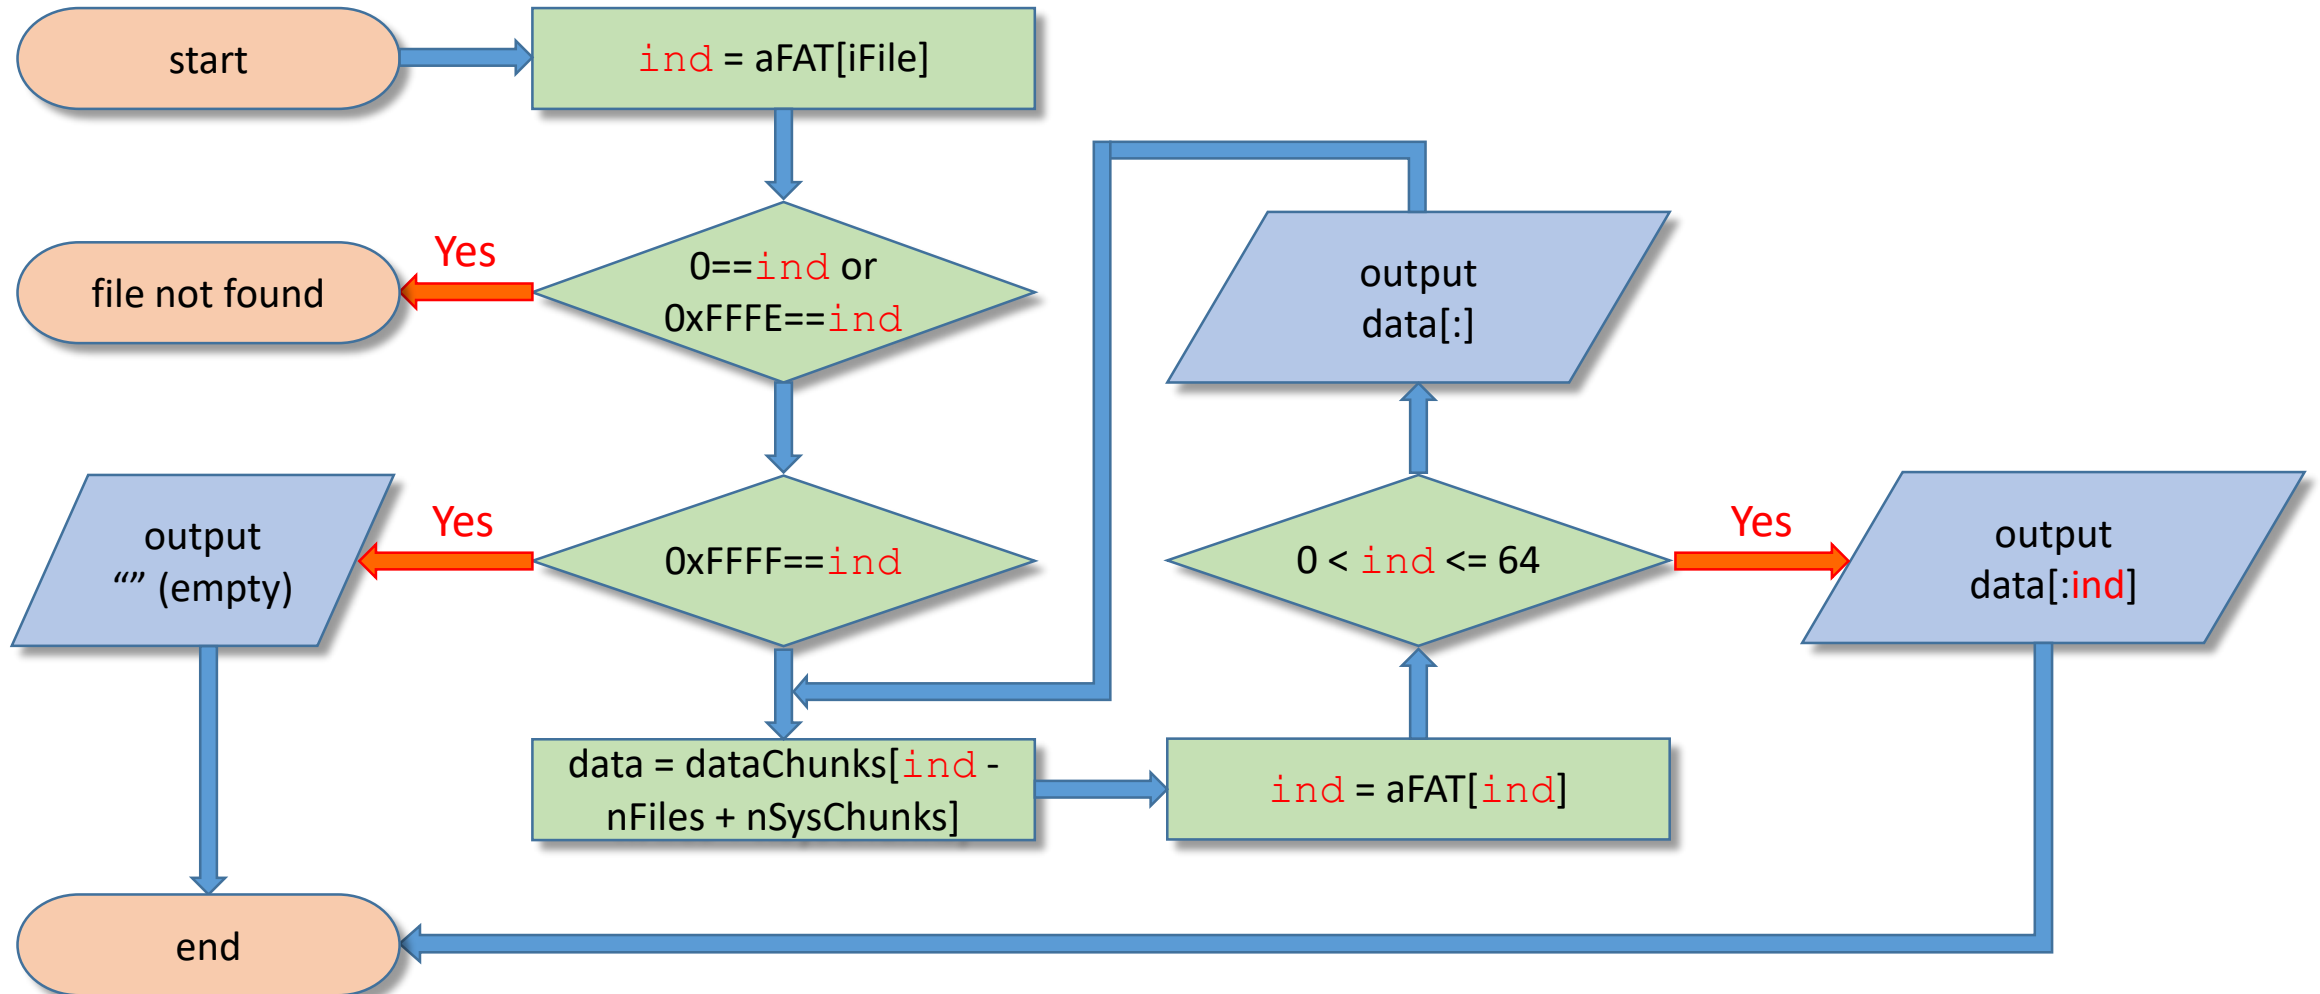 start
ind = aFAT[iFile]
Yes
file not found
0==ind or
0xFFFE==ind
output
data[:]
Yes
output
“” (empty)
0xFFFF==ind
0 < ind <= 64
Yes
output
data[:ind]
data = dataChunks[ind -
nFiles + nSysChunks]
ind = aFAT[ind]
end